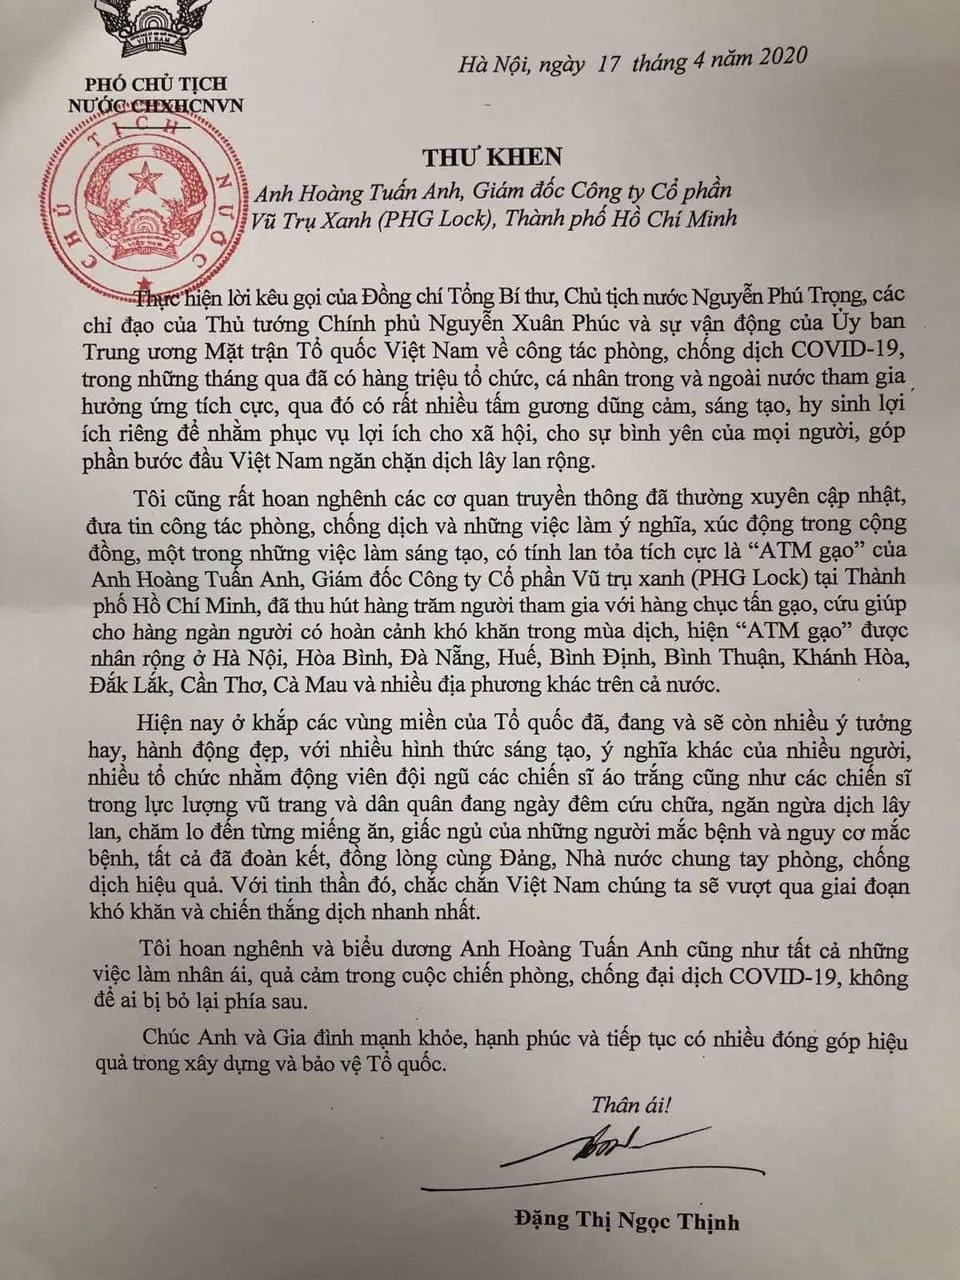 VIỆT NAM
PHÓ CHỦ TỊCH
NƯỚC CHXHCNVN
Hà Nội, ngày 17 tháng 4 năm 2020
CHỦ TỊCH NƯỚC
THƯ KHEN
Anh Hoàng Tuấn Anh, Giám đốc Công ty Cổ phần
Vũ Trụ Xanh (PHG Lock), Thành phố Hồ Chí Minh
Thực hiện lời kêu gọi của Đồng chí Tổng Bí thư, Chủ tịch nước Nguyễn Phú Trọng, các
chỉ đạo của Thủ tướng Chính phủ Nguyễn Xuân Phúc và sự vận động của Ủy ban
Trung ương Mặt trận Tổ quốc Việt Nam về công tác phòng, chống dịch COVID-19,
trong những tháng qua đã có hàng triệu tổ chức, cá nhân trong và ngoài nước tham gia
hưởng ứng tích cực, qua đó có rất nhiều tấm gương dũng cảm, sáng tạo, hy sinh lợi
ích riêng để nhằm phục vụ lợi ích cho xã hội, cho sự bình yên của mọi người, góp
phần bước đầu Việt Nam ngăn chặn dịch lây lan rộng.
Tôi cũng rất hoan nghênh các cơ quan truyền thông đã thường xuyên cập nhật,
đưa tin công tác phòng, chống dịch và những việc làm ý nghĩa, xúc động trong cộng
đồng, một trong những việc làm sáng tạo, có tính lan tỏa tích cực là “ATM gạo” của
Anh Hoàng Tuấn Anh, Giám đốc Công ty Cổ phần Vũ trụ xanh (PHG Lock) tại Thành
phố Hồ Chí Minh, đã thu hút hàng trăm người tham gia với hàng chục tấn gạo, cứu giúp
cho hàng ngàn người có hoàn cảnh khó khăn trong mùa dịch, hiện “ATM gạo” được
nhân rộng ở Hà Nội, Hòa Bình, Đà Nẵng, Huế, Bình Định, Bình Thuận, Khánh Hòa,
Đắk Lắk, Cần Thơ, Cà Mau và nhiều địa phương khác trên cả nước.
Hiện nay ở khắp các vùng miền của Tổ quốc đã, đang và sẽ còn nhiều ý tưởng
hay, hành động đẹp, với nhiều hình thức sáng tạo, ý nghĩa khác của nhiều người,
nhiều tổ chức nhằm động viên đội ngũ các chiến sĩ áo trắng cũng như các chiến sĩ
trong lực lượng vũ trang và dân quân đang ngày đêm cứu chữa, ngăn ngừa dịch lây
lan, chăm lo đến từng miếng ăn, giấc ngủ của những người mắc bệnh và nguy cơ mắc
bệnh, tất cả đã đoàn kết, đồng lòng cùng Đảng, Nhà nước chung tay phòng, chống
dịch hiệu quả. Với tinh thần đó, chắc chắn Việt Nam chúng ta sẽ vượt qua giai đoạn
khó khăn và chiến thắng dịch nhanh nhất.
Tôi hoan nghênh và biểu dương Anh Hoàng Tuấn Anh cũng như tất cả những
việc làm nhân ái, quả cảm trong cuộc chiến phòng, chống đại dịch COVID-19, không
để ai bị bỏ lại phía sau.
Chúc Anh và Gia đình mạnh khỏe, hạnh phúc và tiếp tục có nhiều đóng góp hiệu
quả trong xây dựng và bảo vệ Tổ quốc.
Thân ái!
Đặng Thị Ngọc Thịnh